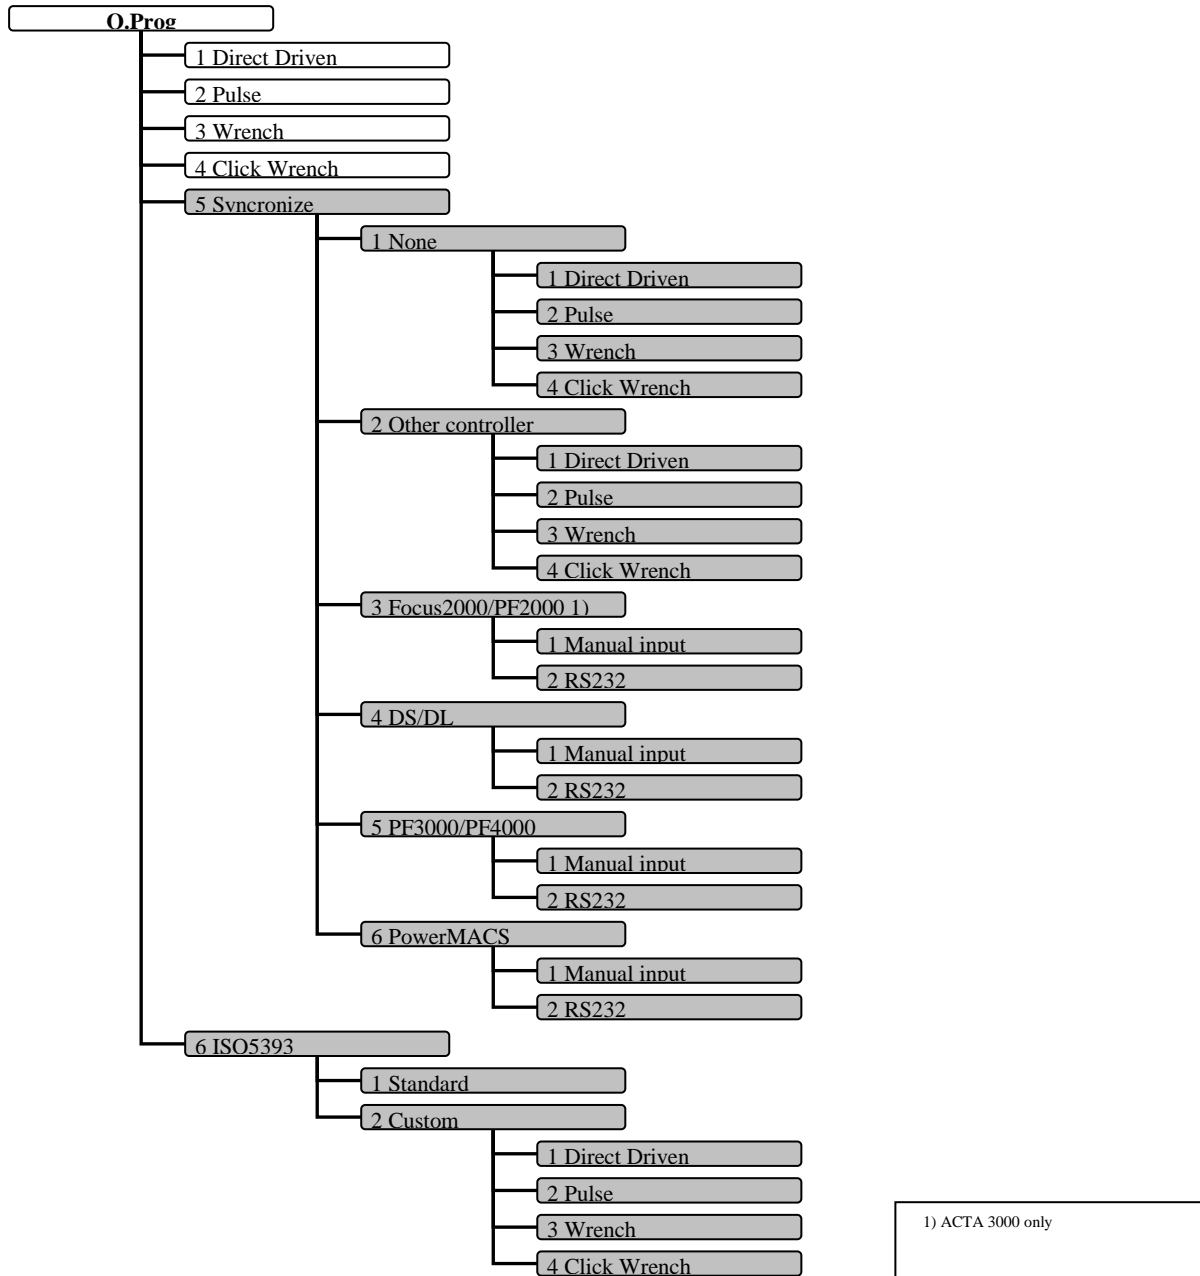 O.Prog
1 Direct Driven
2 Pulse
3 Wrench
4 Click Wrench
5 Syncronize
1 None
1 Direct Driven
2 Pulse
3 Wrench
4 Click Wrench
2 Other controller
1 Direct Driven
2 Pulse
3 Wrench
4 Click Wrench
3 Focus2000/PF2000 1)
1 Manual input
2 RS232
4 DS/DL
1 Manual input
2 RS232
5 PF3000/PF4000
1 Manual input
2 RS232
6 PowerMACS
1 Manual input
2 RS232
6 ISO5393
1 Standard
2 Custom
1 Direct Driven
2 Pulse
3 Wrench
4 Click Wrench
1) ACTA 3000 only